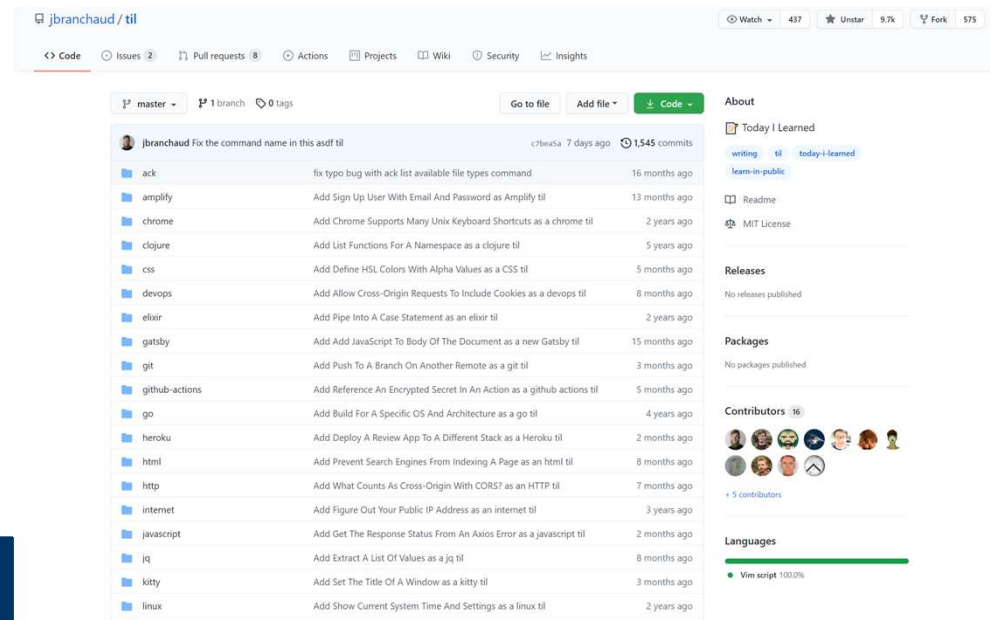 jbranchaud / til
Watch 437 Unstar 9.7k Fork 575
Code Issues 2 Pull requests 8 Actions Projects Wiki Security Insights
master 1 branch 0 tags Go to file Add file Code
jbranchaud Fix the command name in this asdf til c7bea5a 7 days ago 1,545 commits
ack fix typo bug with ack list available file types command 16 months ago
amplify Add Sign Up User With Email And Password as Amplify til 13 months ago
chrome Add Chrome Supports Many Unix Keyboard Shortcuts as a chrome til 2 years ago
clojure Add List Functions For A Namespace as a clojure til 5 years ago
css Add Define HSL Colors With Alpha Values as a CSS til 5 months ago
devops Add Allow Cross-Origin Requests To Include Cookies as a devops til 8 months ago
elixir Add Pipe Into A Case Statement as an elixir til 2 years ago
gatsby Add Add JavaScript To Body Of The Document as a new Gatsby til 15 months ago
git Add Push To A Branch On Another Remote as a git til 3 months ago
github-actions Add Reference An Encrypted Secret In An Action as a github actions til 5 months ago
go Add Build For A Specific OS And Architecture as a go til 4 years ago
heroku Add Deploy A Review App To A Different Stack as a Heroku til 2 months ago
html Add Prevent Search Engines From Indexing A Page as an html til 8 months ago
http Add What Counts As Cross-Origin With CORS? as an HTTP til 7 months ago
internet Add Figure Out Your Public IP Address as an internet til 3 years ago
javascript Add Get The Response Status From An Axios Error as a javascript til 2 months ago
jq Add Extract A List Of Values as a jq til 8 months ago
kitty Add Set The Title Of A Window as a kitty til 3 months ago
linux Add Show Current System Time And Settings as a linux til 2 years ago
About
Today I Learned
writing til today-i-learned
learn-in-public
Readme
MIT License
Releases
No releases published
Packages
No packages published
Contributors 16
+ 5 contributors
Languages
Vim script 100.0%